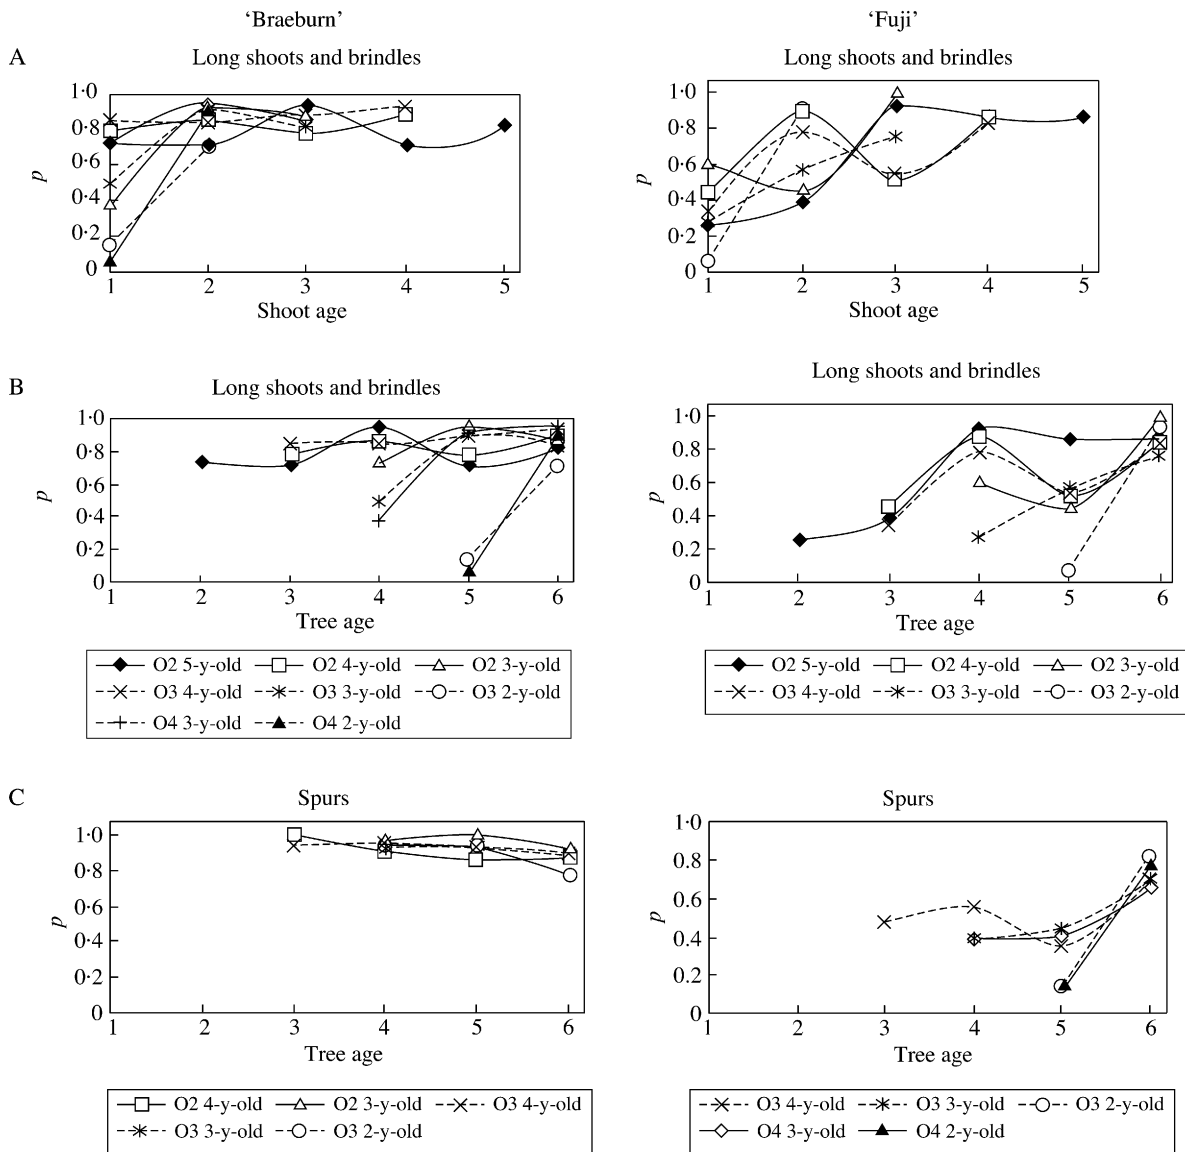 ‘Braeburn’
‘Fuji’
A
Long shoots and brindles
p
1·0
0·8
0·6
0·4
0·2
0
1 2 3 4 5
Shoot age
Long shoots and brindles
p
1·0
0·8
0·6
0·4
0·2
0
1 2 3 4 5
Shoot age
B
Long shoots and brindles
p
1·0
0·8
0·6
0·4
0·2
0
1 2 3 4 5 6
Tree age
O2 5-y-old O2 4-y-old O2 3-y-old
O3 4-y-old O3 3-y-old O3 2-y-old
O4 3-y-old O4 2-y-old
Long shoots and brindles
p
1·0
0·8
0·6
0·4
0·2
0
1 2 3 4 5 6
Tree age
O2 5-y-old O2 4-y-old O2 3-y-old
O3 4-y-old O3 3-y-old O3 2-y-old
C
Spurs
p
1·0
0·8
0·6
0·4
0·2
0
1 2 3 4 5 6
Tree age
O2 4-y-old O2 3-y-old O3 4-y-old
O3 3-y-old O3 2-y-old
Spurs
p
1·0
0·8
0·6
0·4
0·2
0
1 2 3 4 5 6
Tree age
O3 4-y-old O3 3-y-old O3 2-y-old
O4 3-y-old O4 2-y-old